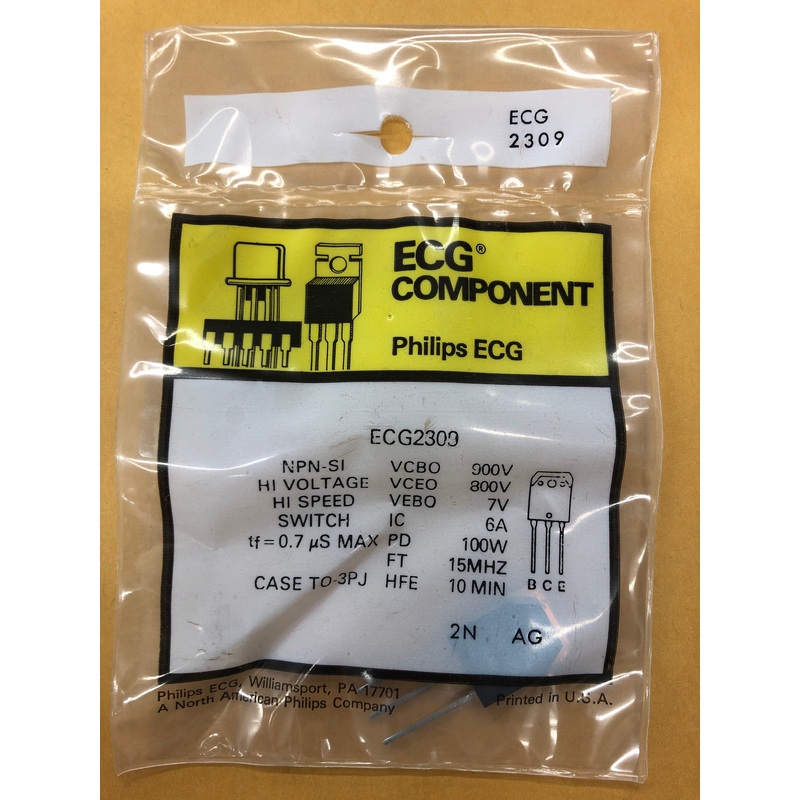 ECG
2309
ECG®
COMPONENT
Philips ECG
ECG2309
NPN-SI VCBO 900V
HI VOLTAGE VCEO 800V
HI SPEED VEBO 7V
SWITCH IC 6A
tf = 0.7 µS MAX PD 100W
FT 15MHZ
CASE TO-3PJ HFE 10 MIN
B C E
2N AG
Philips ECG, Williamsport, PA 17701
A North American Philips Company
Printed in U.S.A.